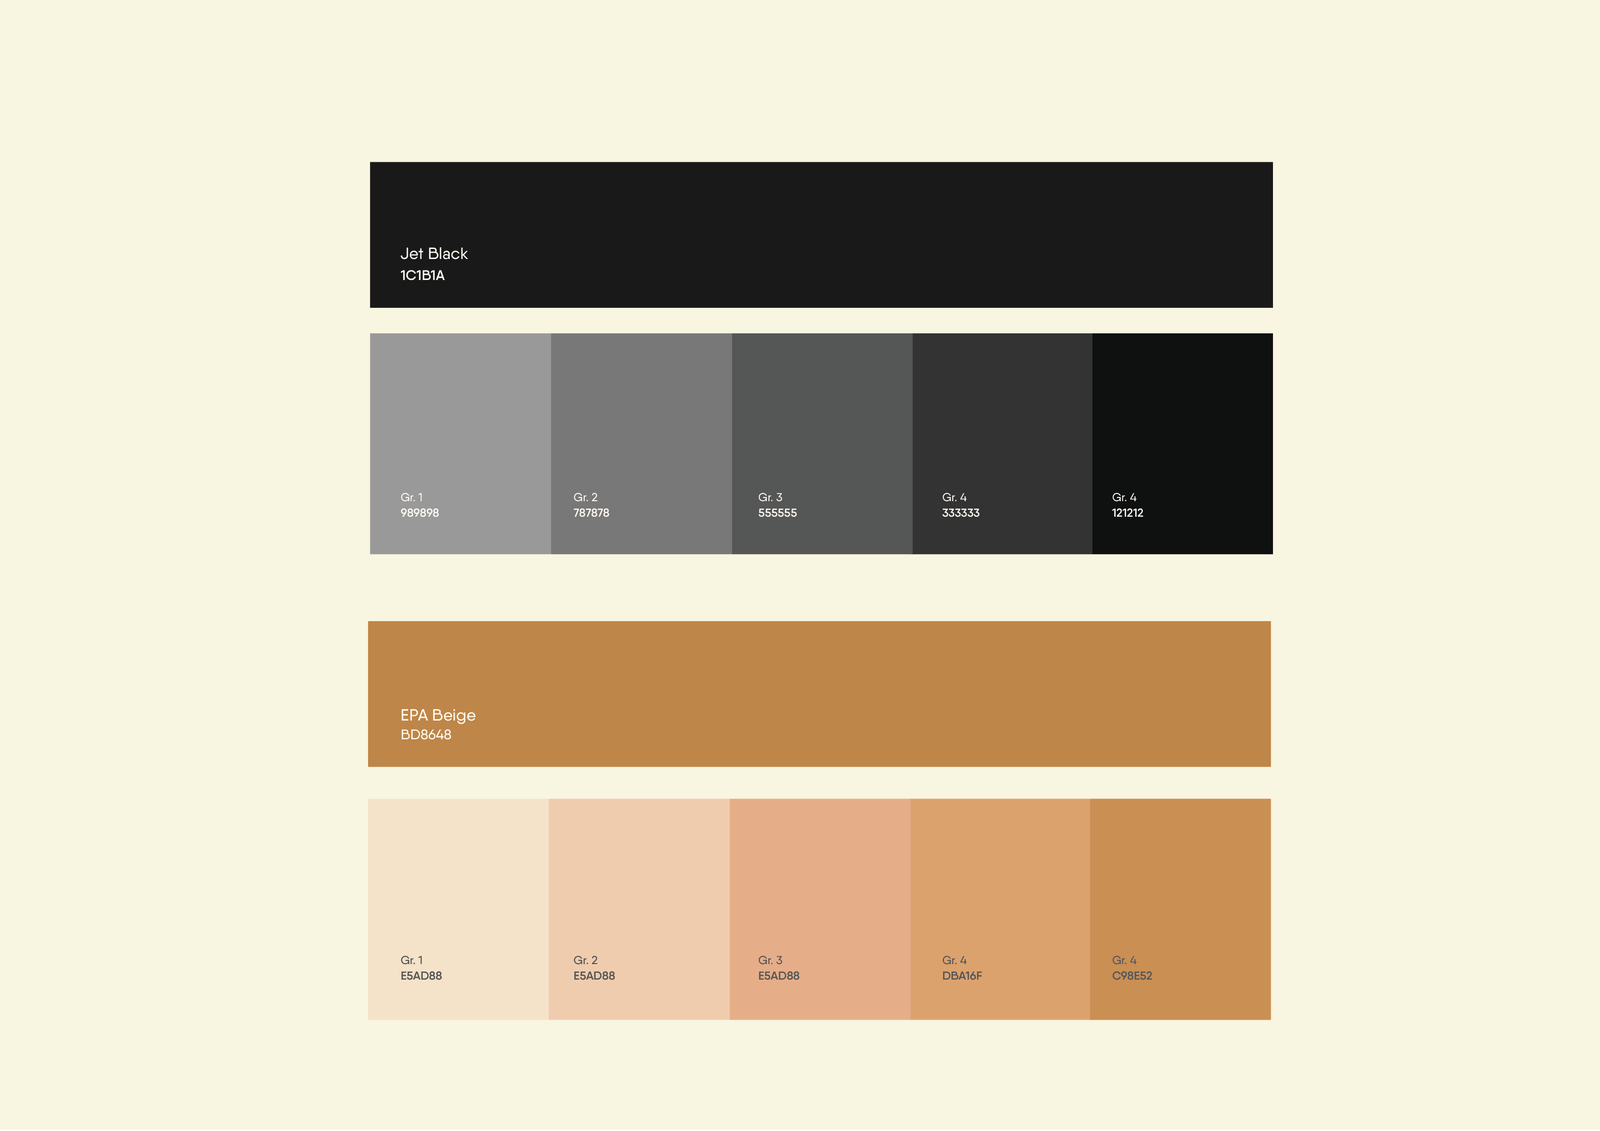 Jet Black
1C1B1A
Gr. 1
989898
Gr. 2
787878
Gr. 3
555555
Gr. 4
333333
Gr. 4
121212
EPA Beige
BD8648
Gr. 1
E5AD88
Gr. 2
E5AD88
Gr. 3
E5AD88
Gr. 4
DBA16F
Gr. 4
C98E52